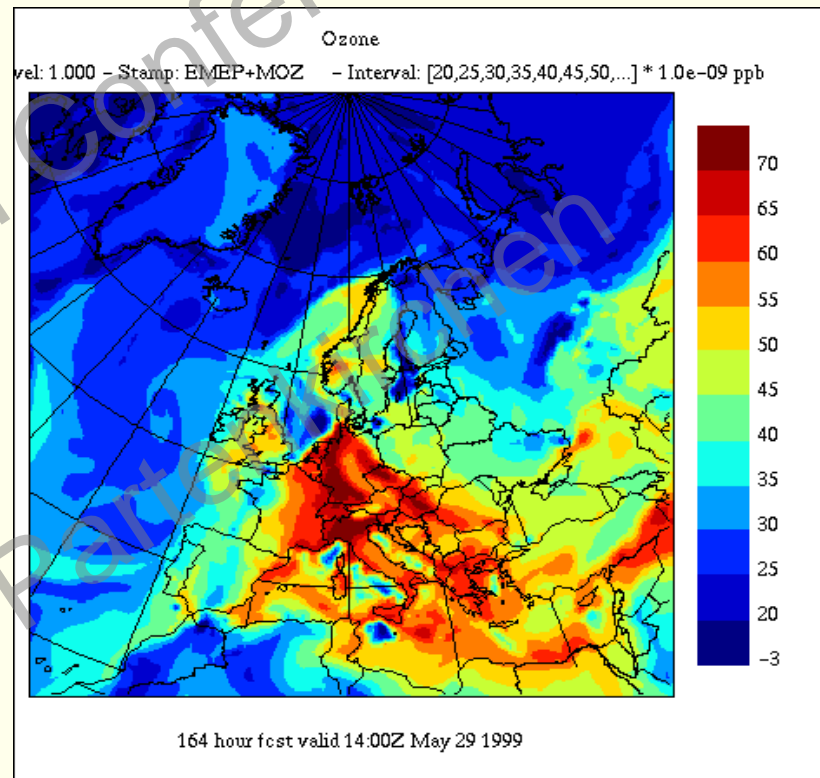 Ozone
vel: 1.000 – Stamp: EMEP+MOZ – Interval: [20,25,30,35,40,45,50,...] * 1.0e–09 ppb
70
65
60
55
50
45
40
35
30
25
20
–3
164 hour fcst valid 14:00Z May 29 1999
Confe
Partenkirchen